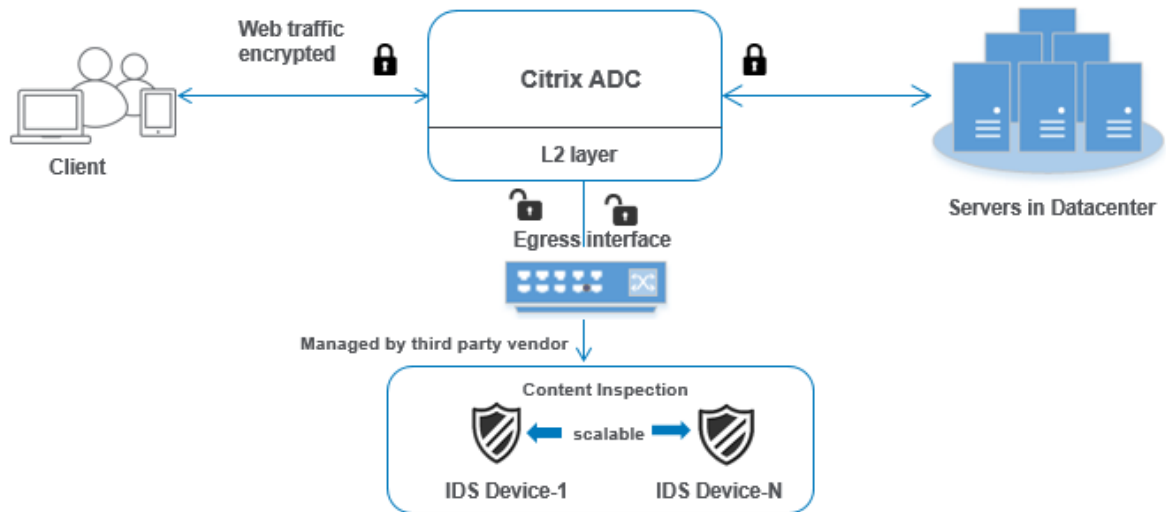 Web traffic
encrypted
Citrix ADC
L2 layer
Client
Servers in Datacenter
Egress interface
Managed by third party vendor
Content Inspection
scalable
IDS Device-1
IDS Device-N